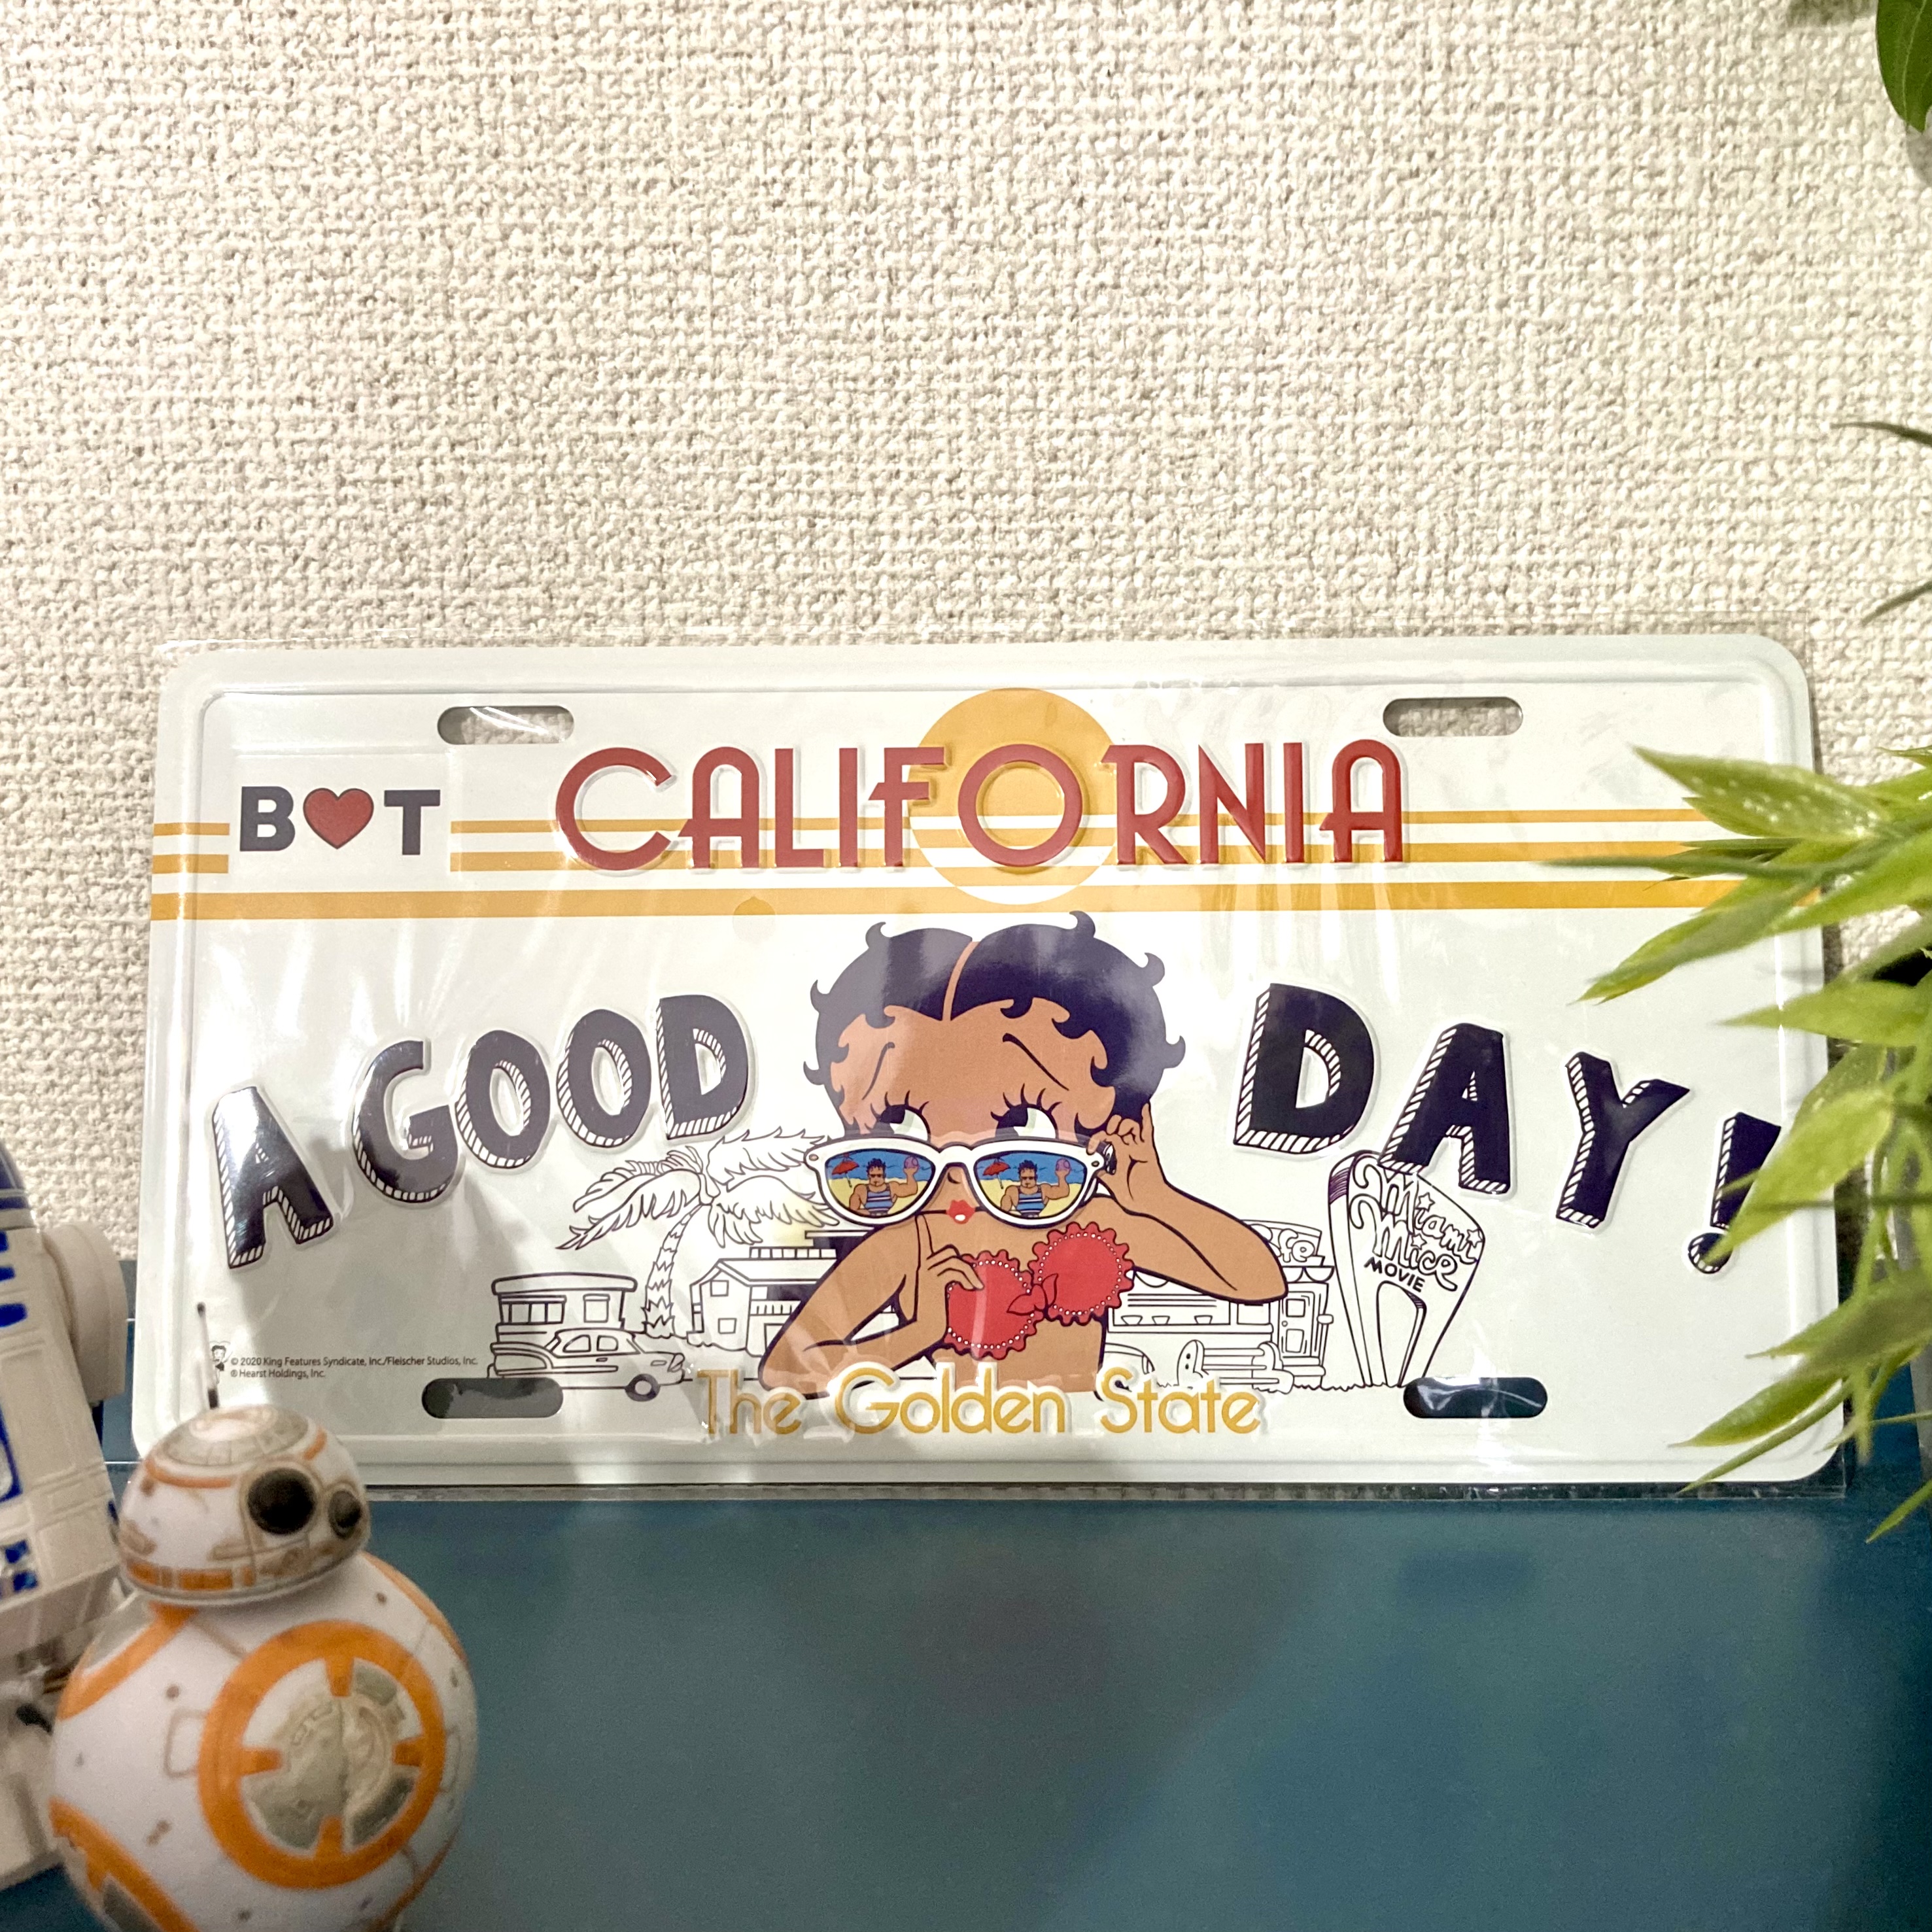 B♥T
CALIFORNIA
A GOOD DAY!
Miami
Mice
MOVIE
© 2020 King Features Syndicate, Inc./Fleischer Studios, Inc.
® Hearst Holdings, Inc.
The Golden State